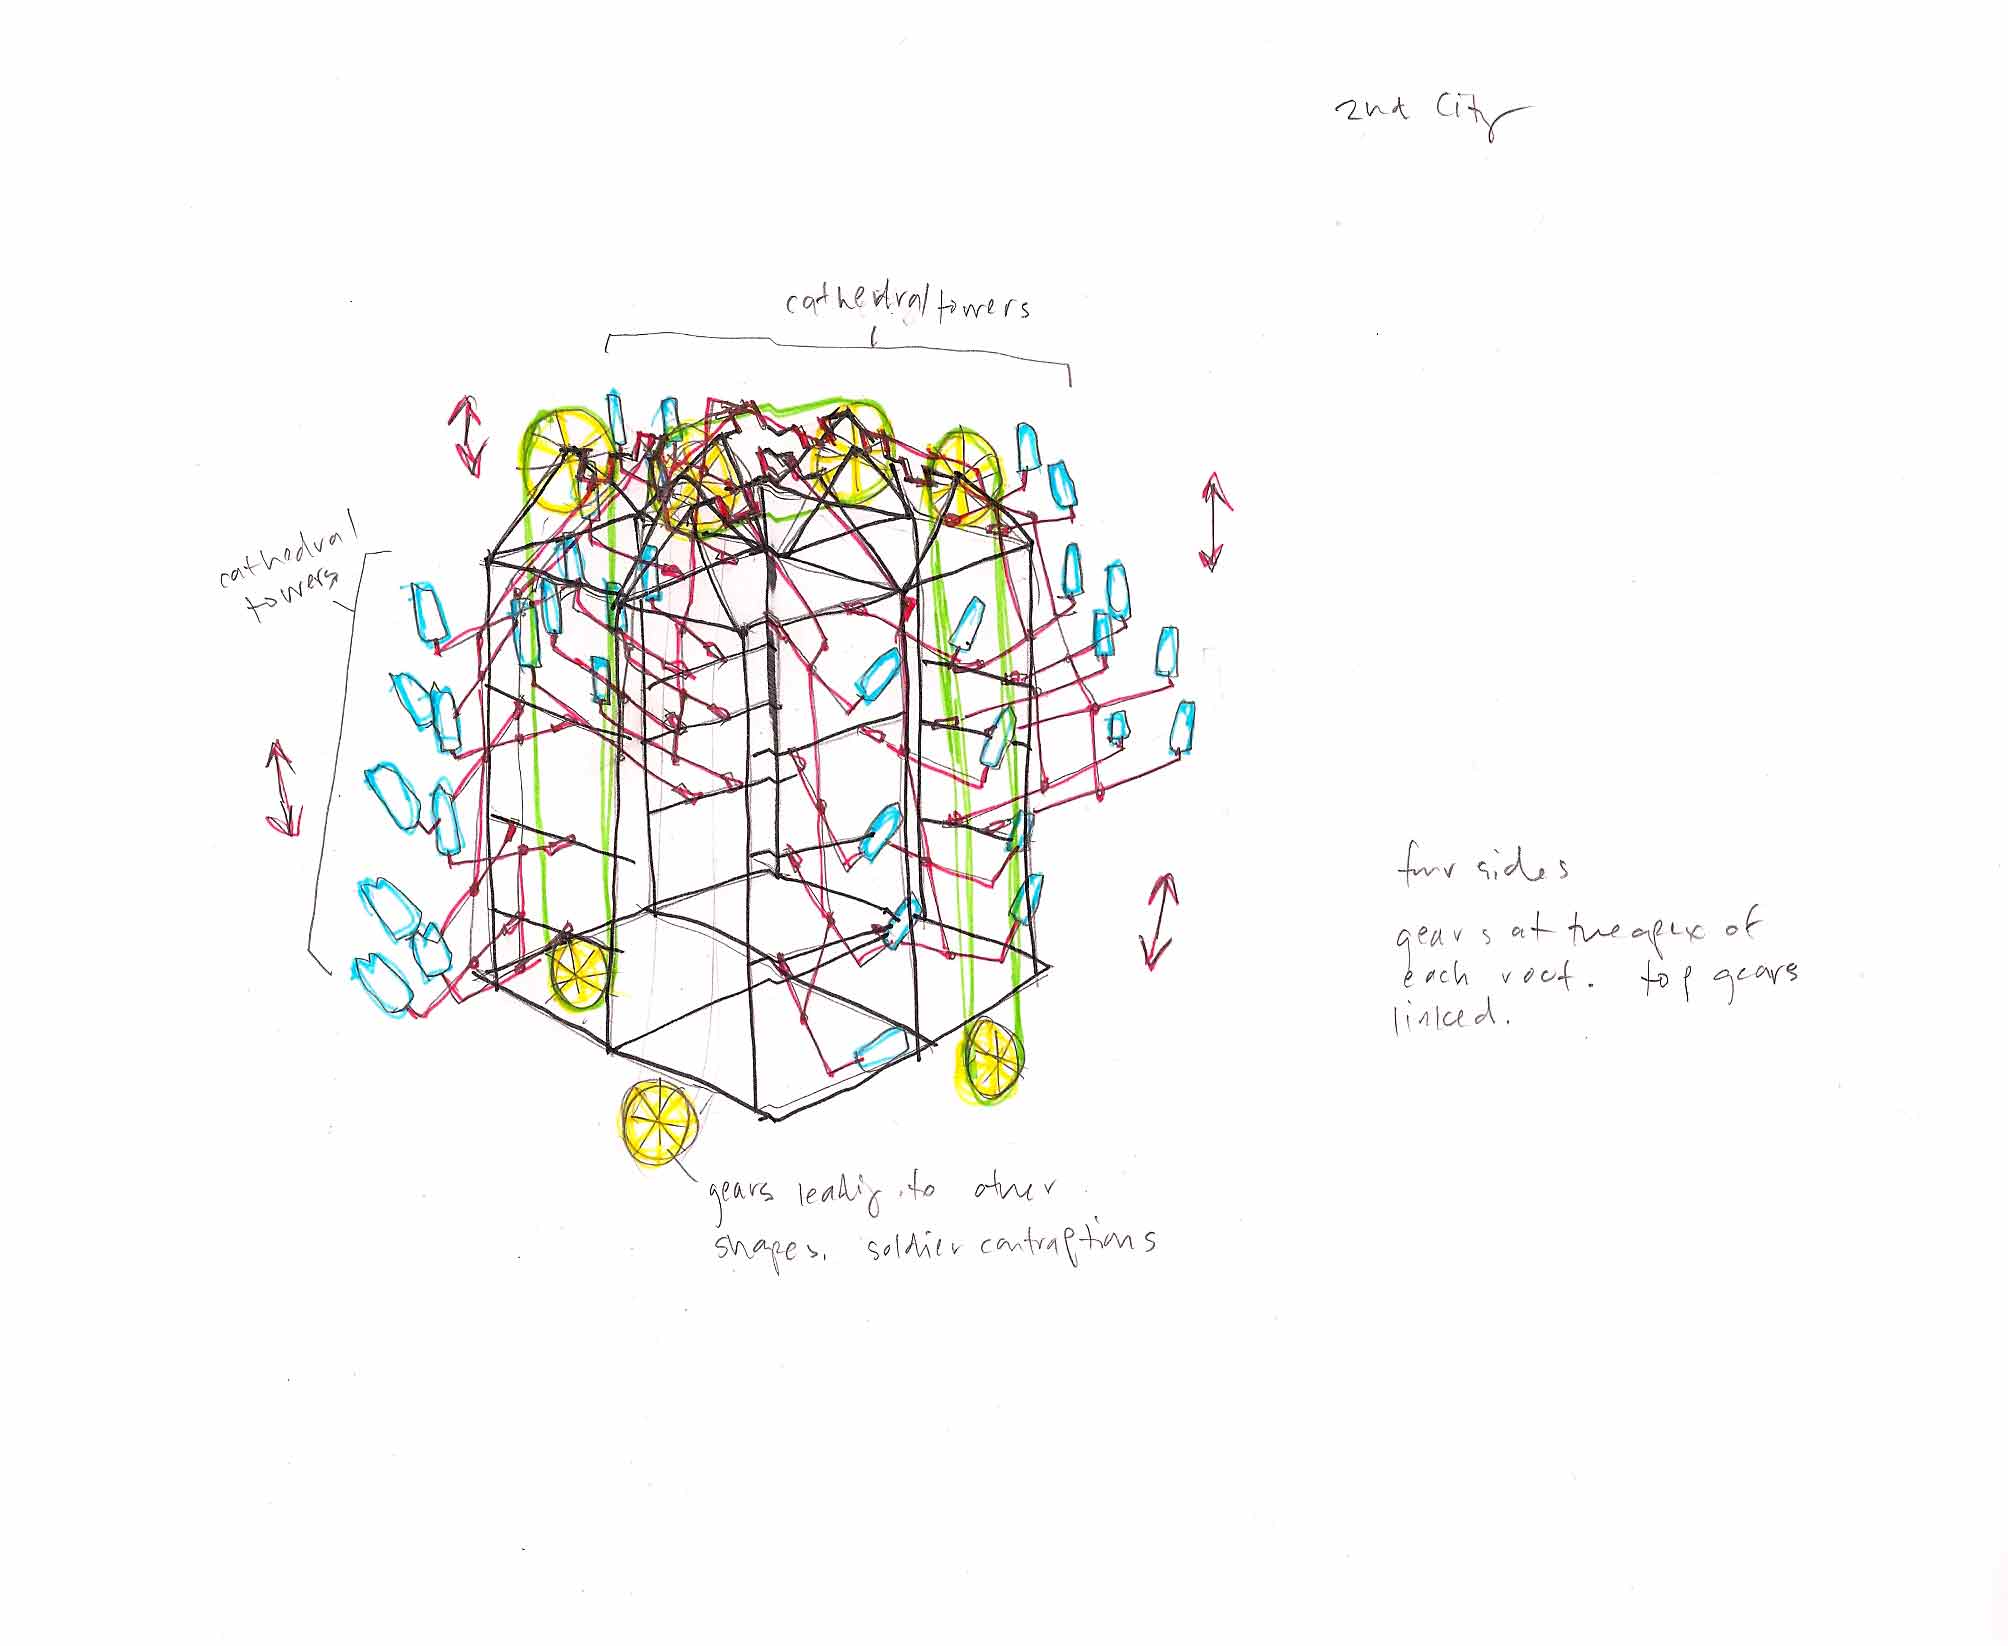 2nd City
cathedral towers
cathedral
towers
four sides
gears at the apex of
each roof. top gears
linked.
gears leading to other
shapes. soldier contraptions